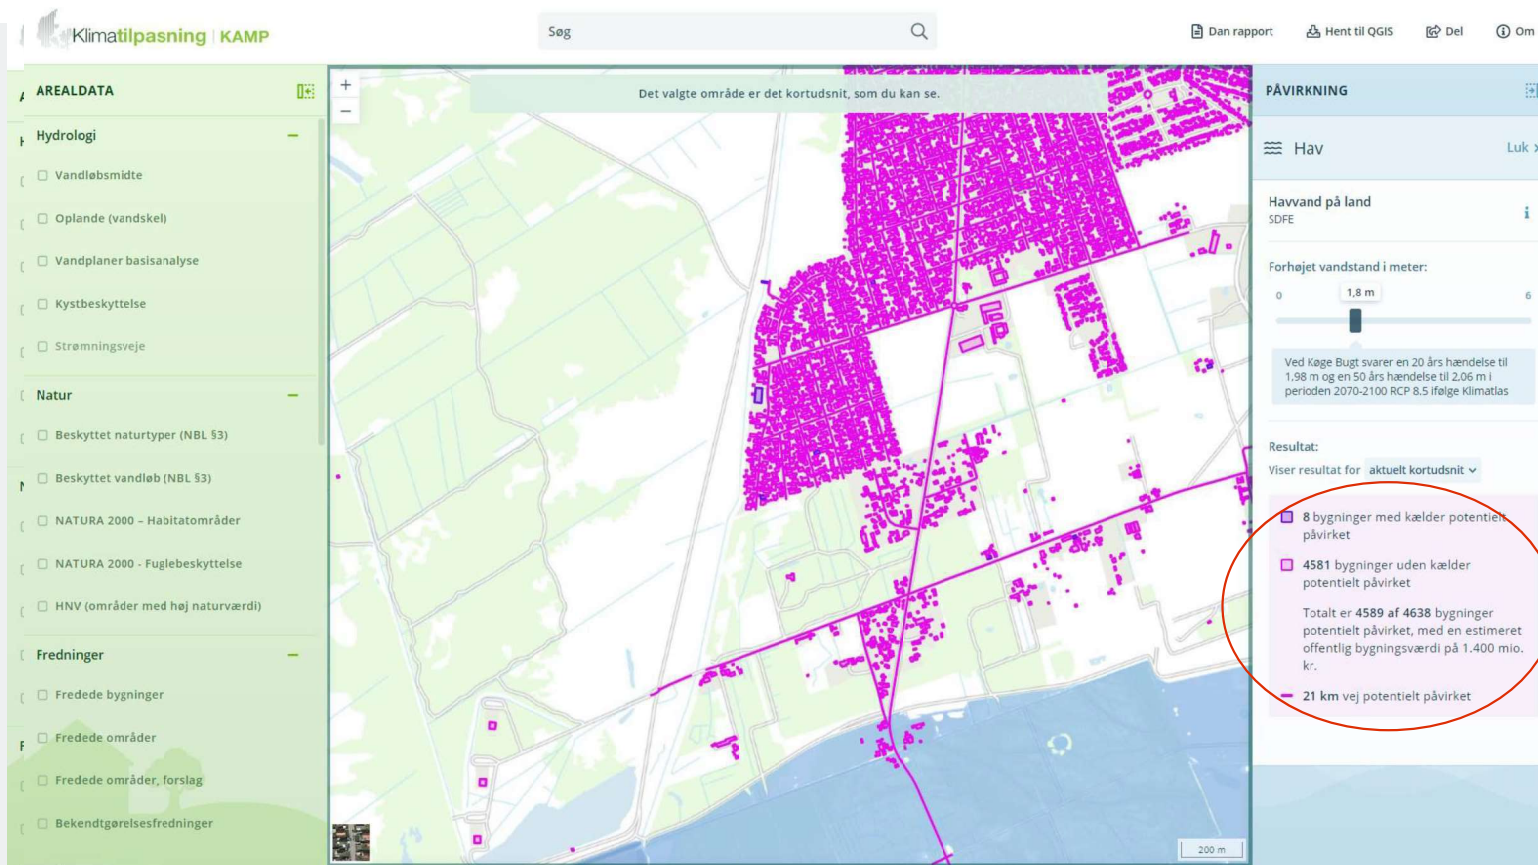 Klimatilpasning | KAMP
Søg
Dan rapport
Hent til QGIS
Del
Om
AREALDATA
Hydrologi
Vandløbsmidte
Oplande (vandskel)
Vandplaner basisanalyse
Kystbeskyttelse
Strømningsveje
Natur
Beskyttet naturtyper (NBL §3)
Beskyttet vandløb (NBL §3)
NATURA 2000 – Habitatområder
NATURA 2000 - Fuglebeskyttelse
HNV (områder med høj naturværdi)
Fredninger
Fredede bygninger
Fredede områder
Fredede områder, forslag
Bekendtgørelsesfredninger
+
−
Det valgte område er det kortudsnit, som du kan se.
200 m
PÅVIRKNING
Hav
Luk
Havvand på land
SDFE
Forhøjet vandstand i meter:
0
1,8 m
6
Ved Køge Bugt svarer en 20 års hændelse til
1,98 m og en 50 års hændelse til 2,06 m i
perioden 2070-2100 RCP 8.5 ifølge Klimatlas
Resultat:
Viser resultat for aktuelt kortudsnit
8 bygninger med kælder potentielt
påvirket
4581 bygninger uden kælder
potentielt påvirket
Totalt er 4589 af 4638 bygninger
potentielt påvirket, med en estimeret
offentlig bygningsværdi på 1.400 mio.
kr.
21 km vej potentielt påvirket